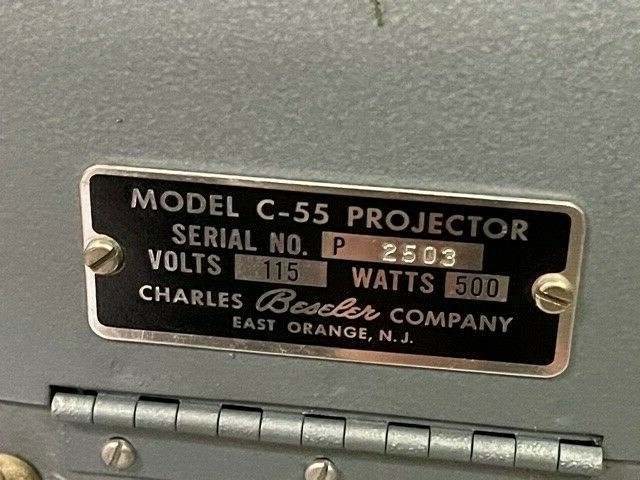 MODEL C-55 PROJECTOR
SERIAL NO. P 2503
VOLTS 115 WATTS 500
CHARLES Beseler COMPANY
EAST ORANGE, N.J.